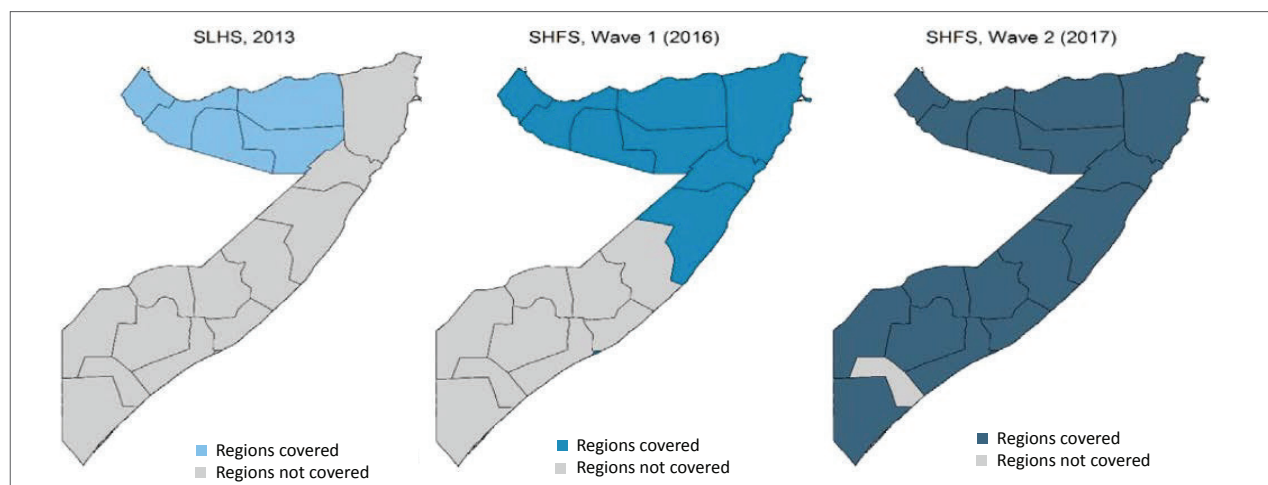 SLHS, 2013
SHFS, Wave 1 (2016)
SHFS, Wave 2 (2017)
Regions covered
Regions not covered
Regions covered
Regions not covered
Regions covered
Regions not covered